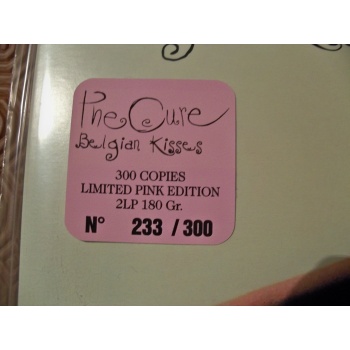 The Cure
Belgian Kisses
300 COPIES
LIMITED PINK EDITION
2LP 180 Gr.
N° 233 / 300